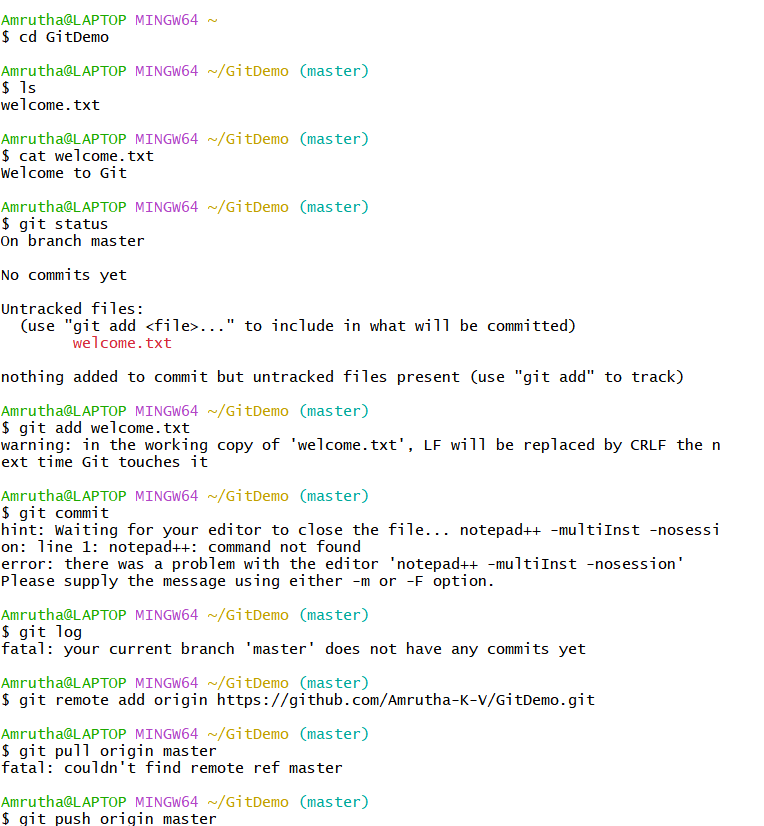 Amrutha@LAPTOP MINGW64 ~
$ cd GitDemo
Amrutha@LAPTOP MINGW64 ~/GitDemo (master)
$ ls
welcome.txt
Amrutha@LAPTOP MINGW64 ~/GitDemo (master)
$ cat welcome.txt
Welcome to Git
Amrutha@LAPTOP MINGW64 ~/GitDemo (master)
$ git status
On branch master
No commits yet
Untracked files:
  (use "git add <file>..." to include in what will be committed)
        welcome.txt
nothing added to commit but untracked files present (use "git add" to track)
Amrutha@LAPTOP MINGW64 ~/GitDemo (master)
$ git add welcome.txt
warning: in the working copy of 'welcome.txt', LF will be replaced by CRLF the n
ext time Git touches it
Amrutha@LAPTOP MINGW64 ~/GitDemo (master)
$ git commit
hint: Waiting for your editor to close the file... notepad++ -multiInst -nosessi
on: line 1: notepad++: command not found
error: there was a problem with the editor 'notepad++ -multiInst -nosession'
Please supply the message using either -m or -F option.
Amrutha@LAPTOP MINGW64 ~/GitDemo (master)
$ git log
fatal: your current branch 'master' does not have any commits yet
Amrutha@LAPTOP MINGW64 ~/GitDemo (master)
$ git remote add origin https://github.com/Amrutha-K-V/GitDemo.git
Amrutha@LAPTOP MINGW64 ~/GitDemo (master)
$ git pull origin master
fatal: couldn't find remote ref master
Amrutha@LAPTOP MINGW64 ~/GitDemo (master)
$ git push origin master